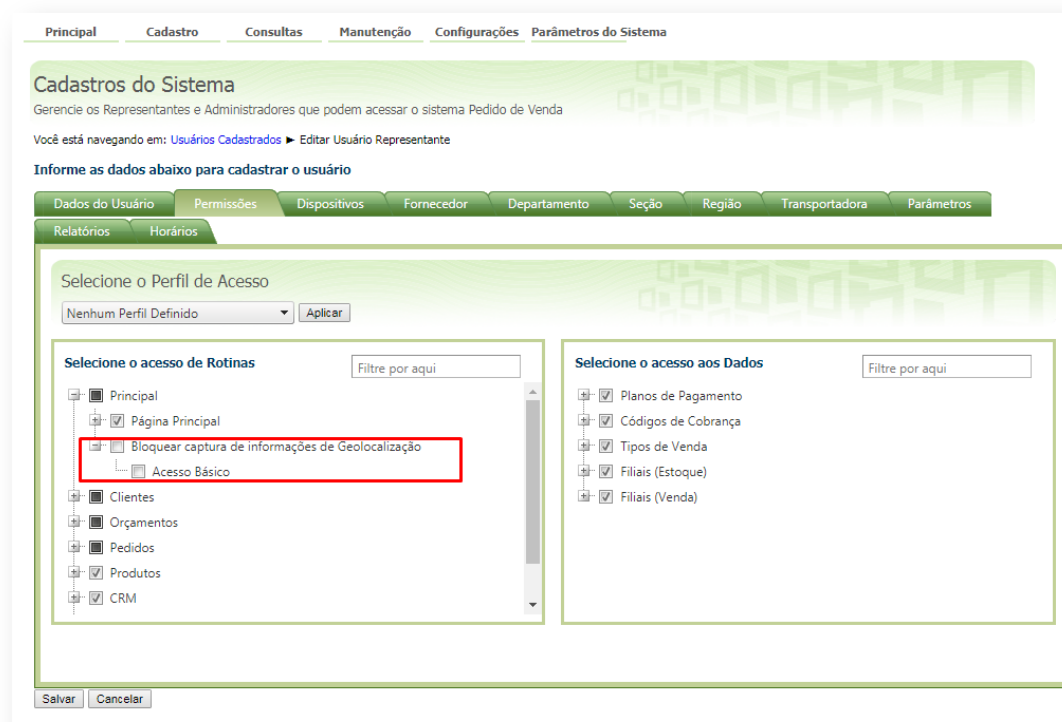 Principal Cadastro Consultas Manutenção Configurações Parâmetros do Sistema
Cadastros do Sistema
Gerencie os Representantes e Administradores que podem acessar o sistema Pedido de Venda
Você está navegando em: Usuários Cadastrados ► Editar Usuário Representante
Informe as dados abaixo para cadastrar o usuário
Dados do Usuário Permissões Dispositivos Fornecedor Departamento Seção Região Transportadora Parâmetros
Relatórios Horários
Selecione o Perfil de Acesso
Nenhum Perfil Definido Aplicar
Selecione o acesso de Rotinas Filtre por aqui
Principal
Página Principal
Bloquear captura de informações de Geolocalização
Acesso Básico
Clientes
Orçamentos
Pedidos
Produtos
CRM
Selecione o acesso aos Dados Filtre por aqui
Planos de Pagamento
Códigos de Cobrança
Tipos de Venda
Filiais (Estoque)
Filiais (Venda)
Salvar Cancelar